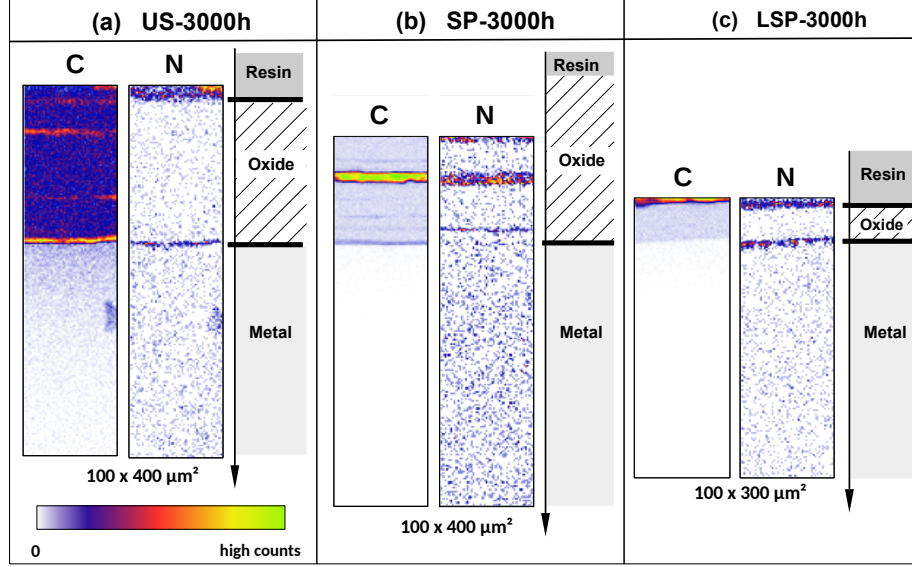 (a) US-3000h
(b) SP-3000h
(c) LSP-3000h
C N
Resin
Oxide
Metal
100 x 400 µm²
0 high counts
C N
Resin
Oxide
Metal
100 x 400 µm²
C N
Resin
Oxide
Metal
100 x 300 µm²